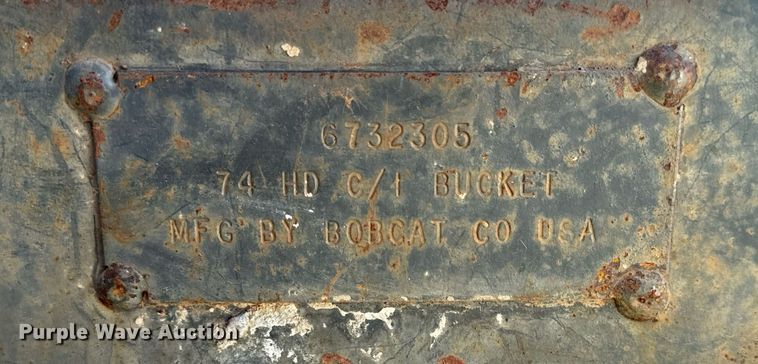 6732305
74 HD C/I BUCKET
MFG BY BOBCAT CO USA
Purple Wave Auction